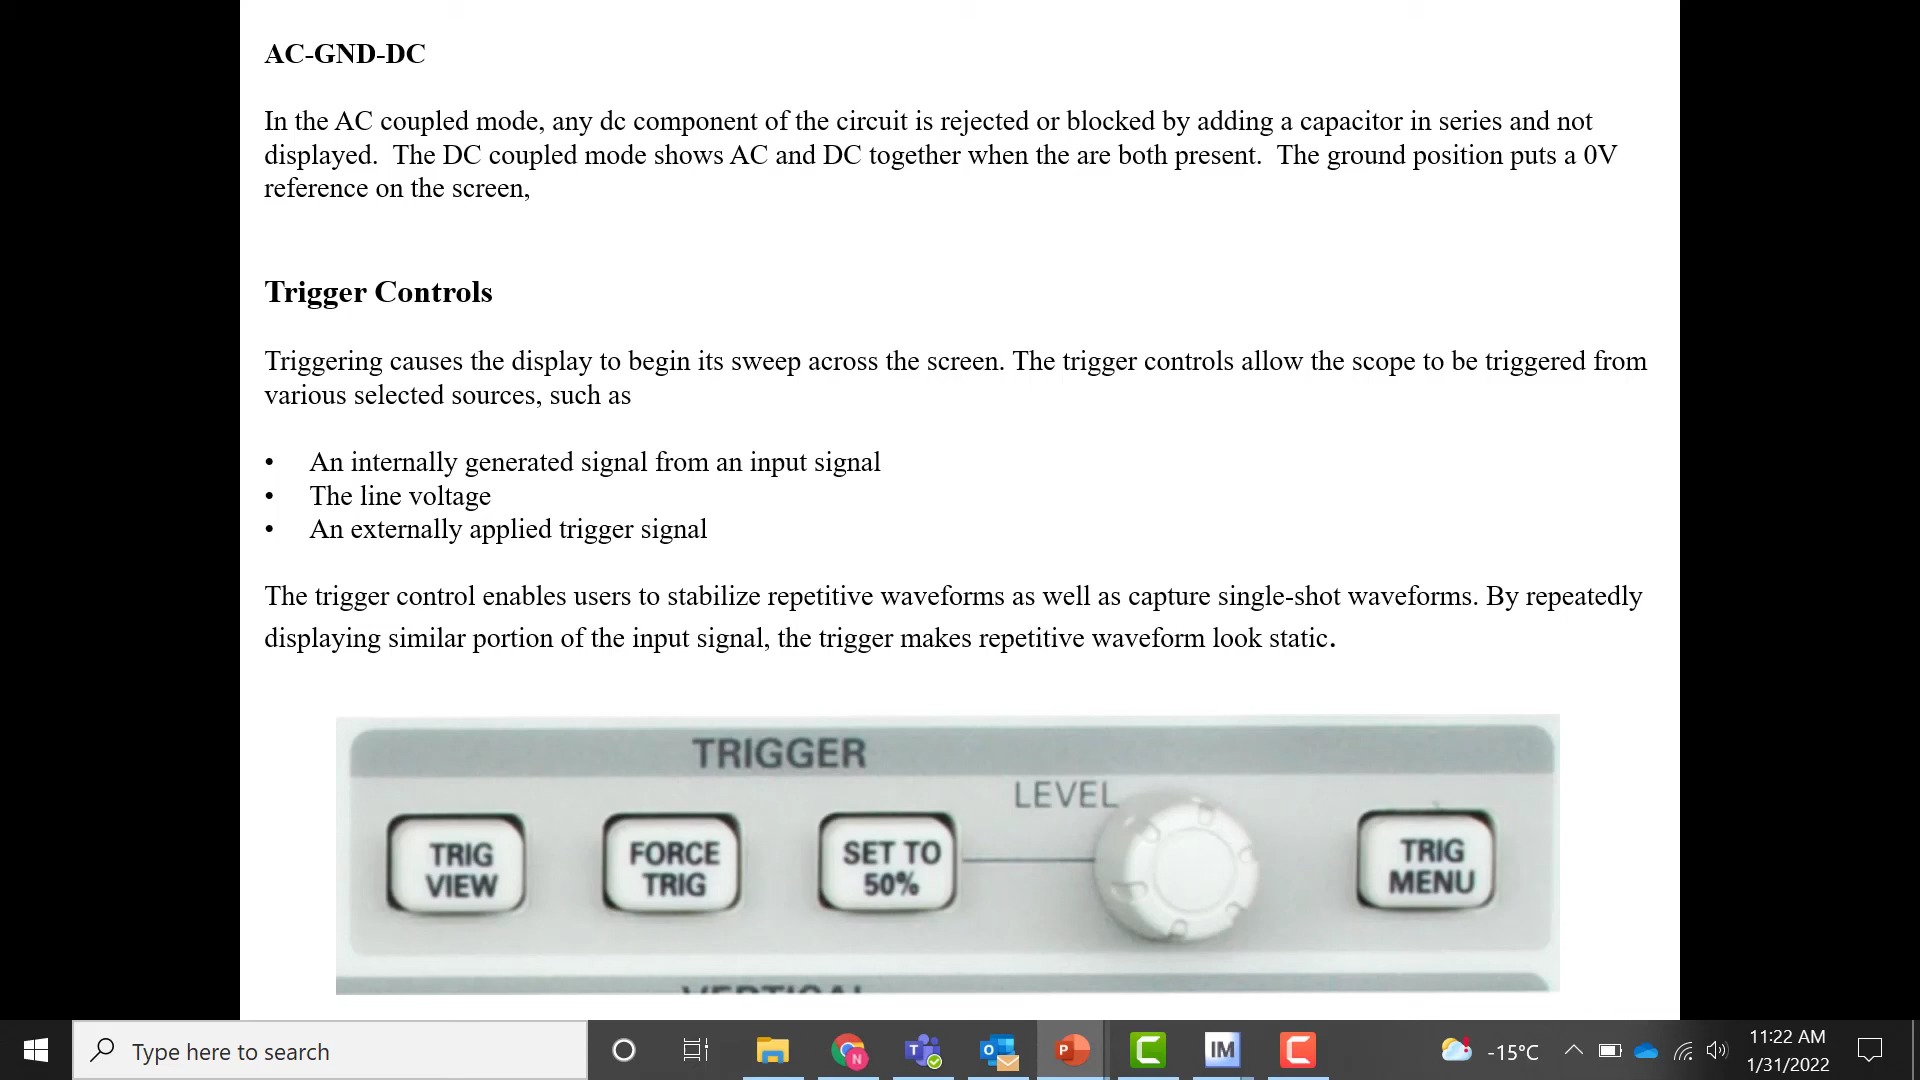 AC-GND-DC
In the AC coupled mode, any dc component of the circuit is rejected or blocked by adding a capacitor in series and not
displayed.  The DC coupled mode shows AC and DC together when the are both present.  The ground position puts a 0V
reference on the screen,
Trigger Controls
Triggering causes the display to begin its sweep across the screen. The trigger controls allow the scope to be triggered from
various selected sources, such as
• An internally generated signal from an input signal
• The line voltage
• An externally applied trigger signal
The trigger control enables users to stabilize repetitive waveforms as well as capture single-shot waveforms. By repeatedly
displaying similar portion of the input signal, the trigger makes repetitive waveform look static.
TRIGGER
LEVEL
TRIG
VIEW
FORCE
TRIG
SET TO
50%
TRIG
MENU
VERTICAL
Type here to search
N
T
O
P
IM
-15°C
11:22 AM
1/31/2022